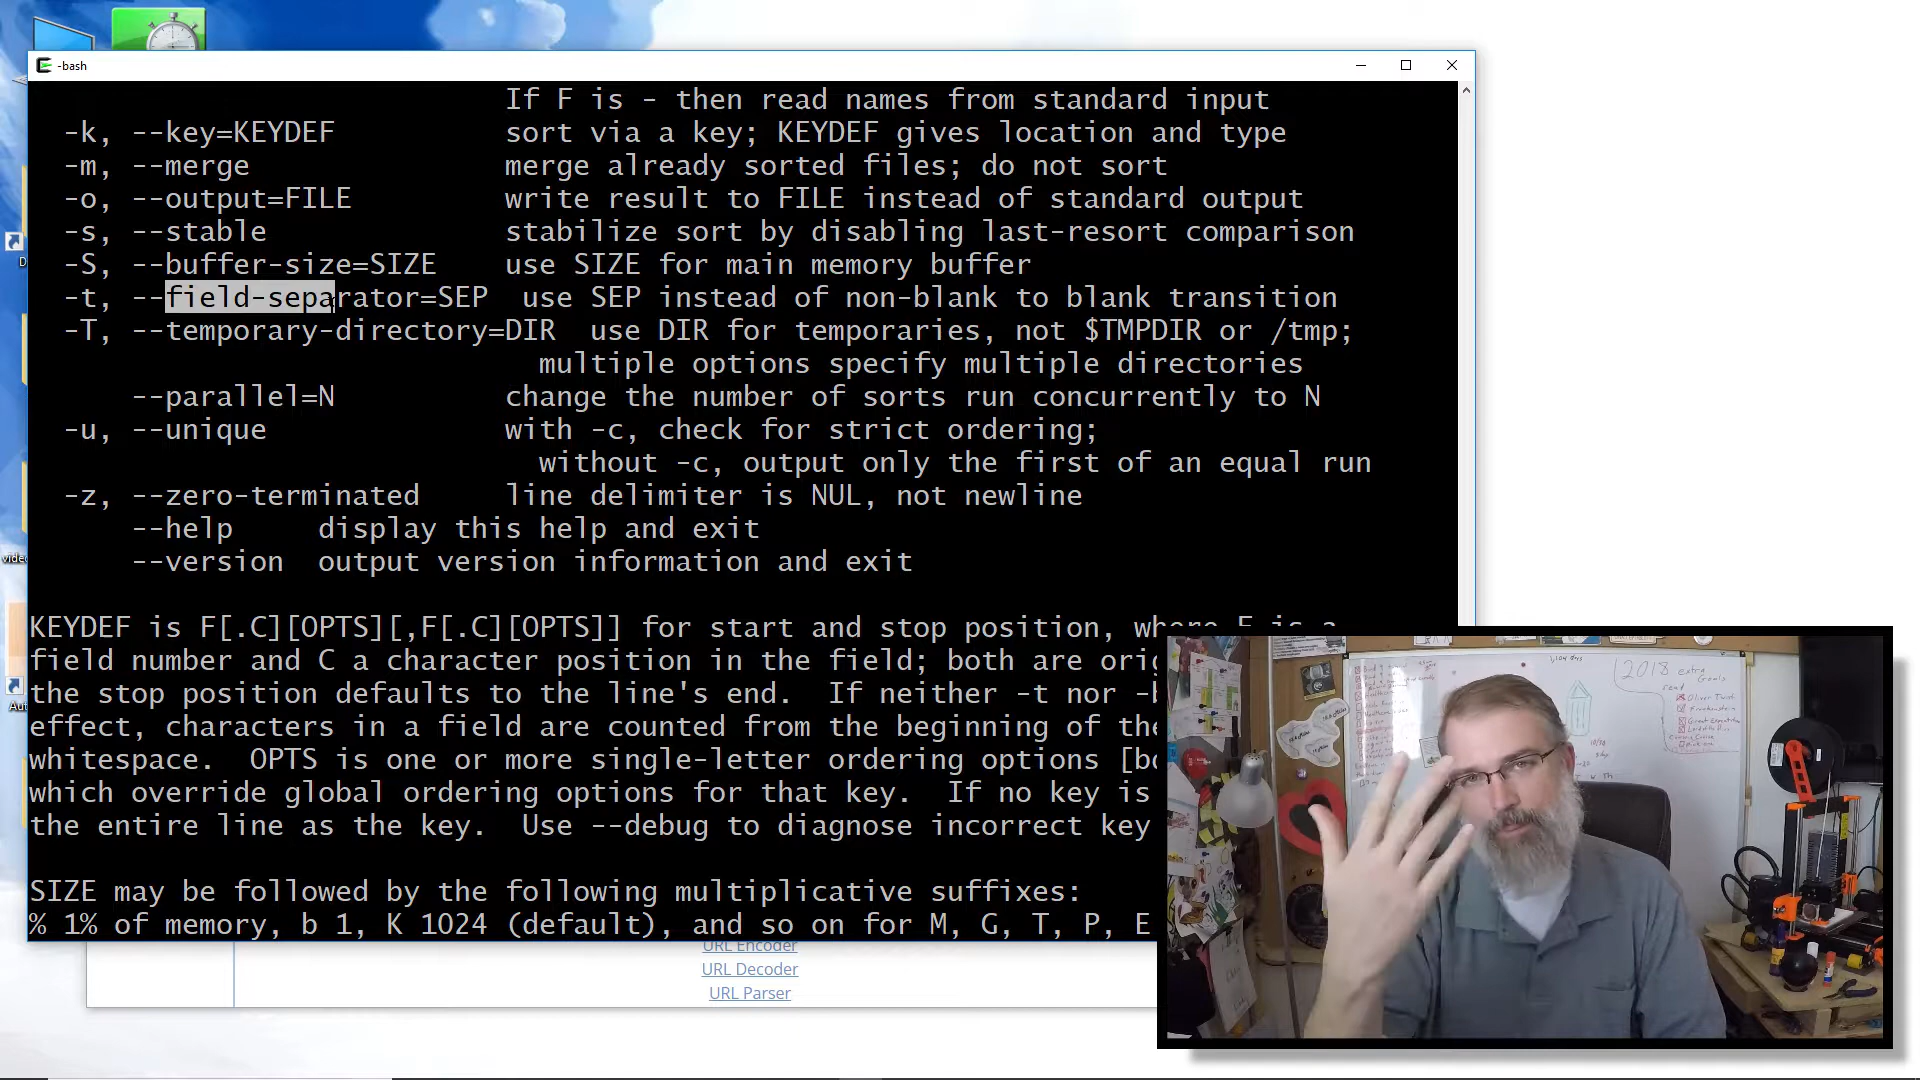 -bash
If F is - then read names from standard input
-k, --key=KEYDEF sort via a key; KEYDEF gives location and type
-m, --merge merge already sorted files; do not sort
-o, --output=FILE write result to FILE instead of standard output
-s, --stable stabilize sort by disabling last-resort comparison
-S, --buffer-size=SIZE use SIZE for main memory buffer
-t, --field-separator=SEP use SEP instead of non-blank to blank transition
-T, --temporary-directory=DIR use DIR for temporaries, not $TMPDIR or /tmp;
multiple options specify multiple directories
--parallel=N change the number of sorts run concurrently to N
-u, --unique with -c, check for strict ordering;
without -c, output only the first of an equal run
-z, --zero-terminated line delimiter is NUL, not newline
--help display this help and exit
--version output version information and exit
KEYDEF is F[.C][OPTS][,F[.C][OPTS]] for start and stop position, where F is a
field number and C a character position in the field; both are orig
the stop position defaults to the line's end. If neither -t nor -b
effect, characters in a field are counted from the beginning of the
whitespace. OPTS is one or more single-letter ordering options [bd
which override global ordering options for that key. If no key is
the entire line as the key. Use --debug to diagnose incorrect key
SIZE may be followed by the following multiplicative suffixes:
% 1% of memory, b 1, K 1024 (default), and so on for M, G, T, P, E
URL Encoder
URL Decoder
URL Parser
2018 extra
Goals
read
Oliver Twist
Frankenstein